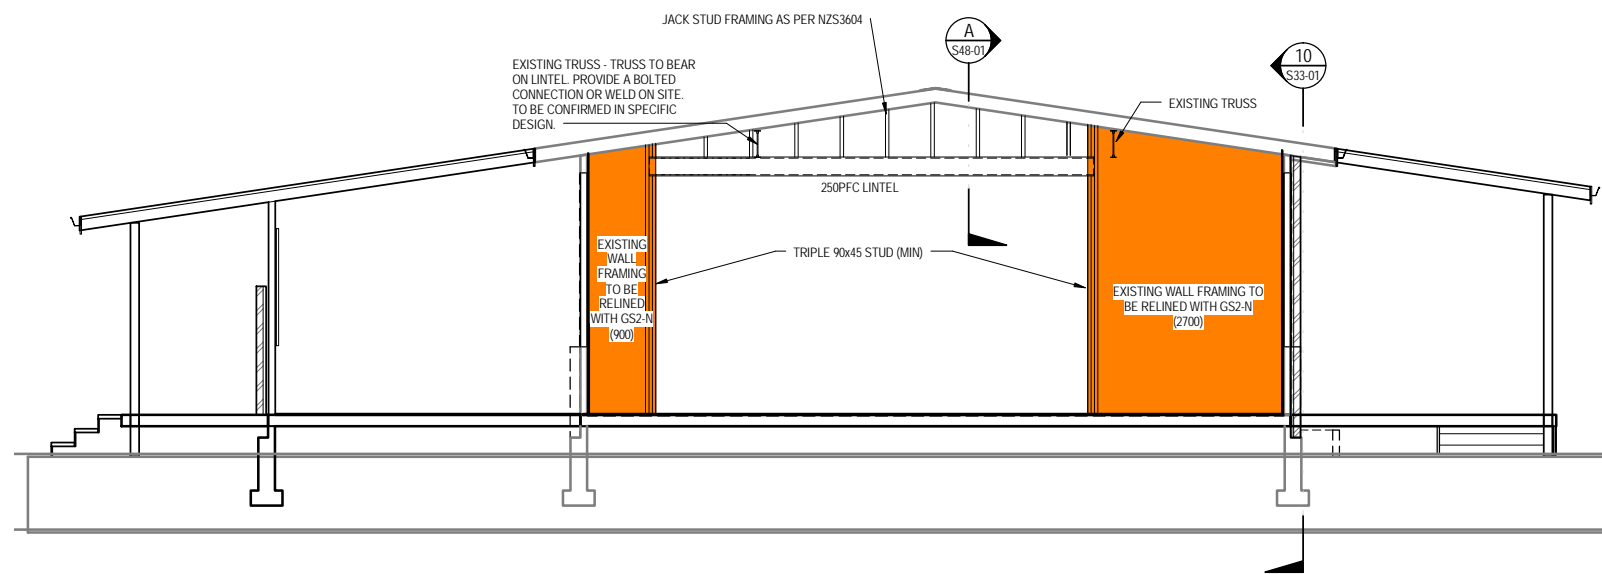 JACK STUD FRAMING AS PER NZS3604
A
S48-01
10
S33-01
EXISTING TRUSS - TRUSS TO BEAR
ON LINTEL. PROVIDE A BOLTED
CONNECTION OR WELD ON SITE.
TO BE CONFIRMED IN SPECIFIC
DESIGN.
EXISTING TRUSS
250PFC LINTEL
EXISTING
WALL
FRAMING
TO BE
RELINED
WITH GS2-N
(900)
TRIPLE 90x45 STUD (MIN)
EXISTING WALL FRAMING TO
BE RELINED WITH GS2-N
(2700)